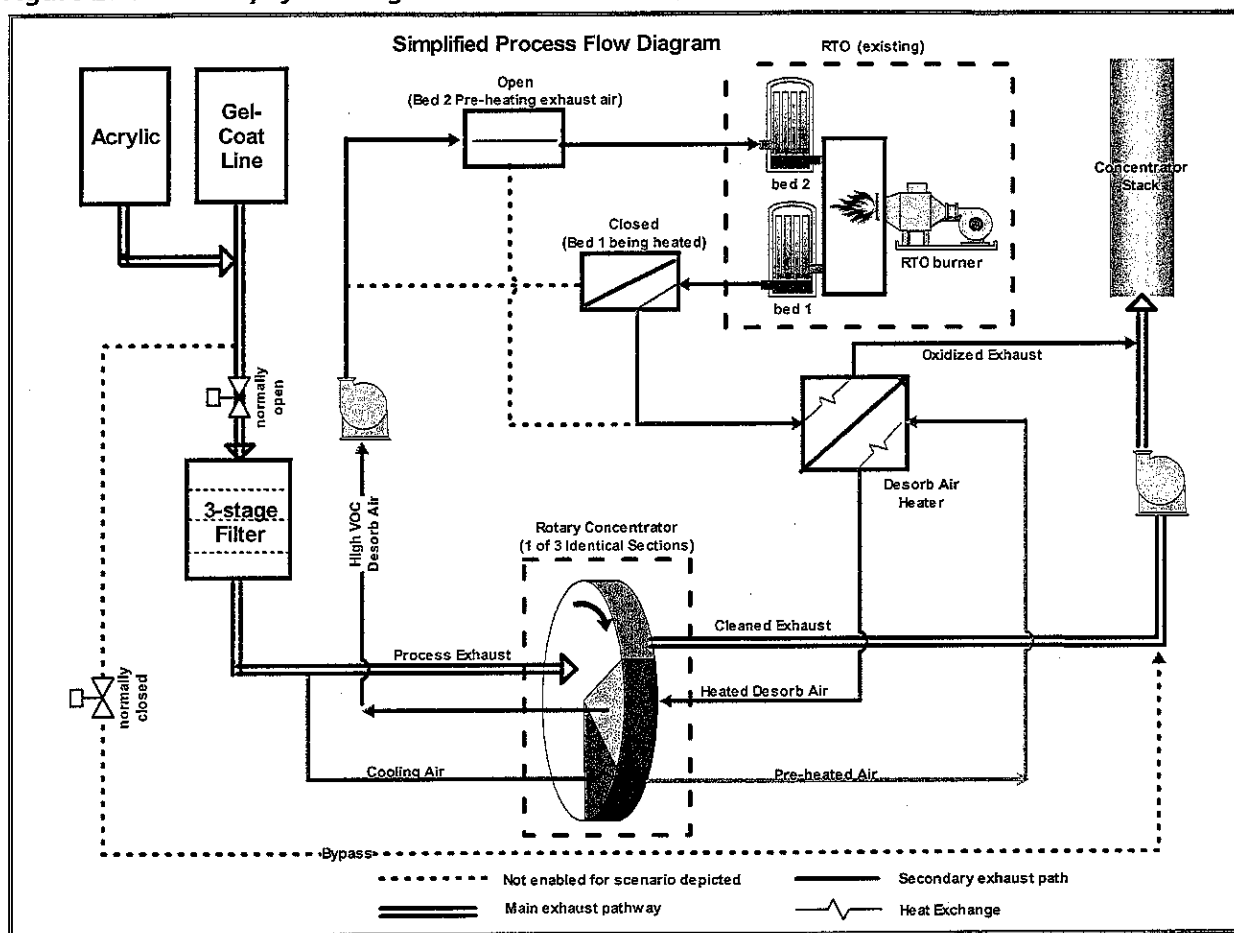 Simplified Process Flow Diagram
RTO (existing)
Acrylic
Gel-
Coat
Line
Open
(Bed 2 Pre-heating exhaust air)
bed 2
Closed
(Bed 1 being heated)
RTO burner
bed 1
Concentrator
Stack
normally
open
Oxidized Exhaust
3-stage
Filter
High VOC
Desorb Air
Desorb Air
Heater
Rotary Concentrator
(1 of 3 Identical Sections)
Process Exhaust
Cleaned Exhaust
Heated Desorb Air
normally
closed
Cooling Air
Pre-heated Air
Bypass
Not enabled for scenario depicted
Secondary exhaust path
Main exhaust pathway
Heat Exchange